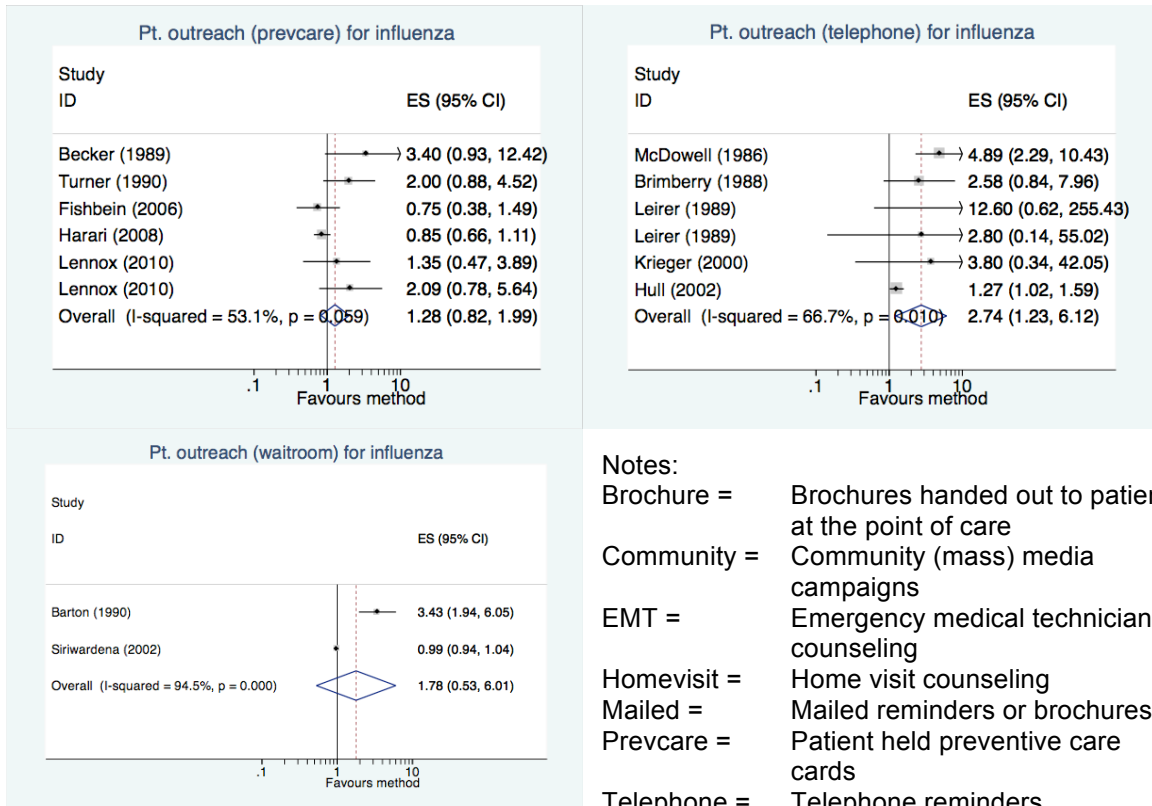 Pt. outreach (prevcare) for influenza
Study
ID ES (95% CI)
Becker (1989) 3.40 (0.93, 12.42)
Turner (1990) 2.00 (0.88, 4.52)
Fishbein (2006) 0.75 (0.38, 1.49)
Harari (2008) 0.85 (0.66, 1.11)
Lennox (2010) 1.35 (0.47, 3.89)
Lennox (2010) 2.09 (0.78, 5.64)
Overall (I-squared = 53.1%, p = 0.059) 1.28 (0.82, 1.99)
.1 1 10
Favours method
Pt. outreach (telephone) for influenza
Study
ID ES (95% CI)
McDowell (1986) 4.89 (2.29, 10.43)
Brimberry (1988) 2.58 (0.84, 7.96)
Leirer (1989) 12.60 (0.62, 255.43)
Leirer (1989) 2.80 (0.14, 55.02)
Krieger (2000) 3.80 (0.34, 42.05)
Hull (2002) 1.27 (1.02, 1.59)
Overall (I-squared = 66.7%, p = 0.010) 2.74 (1.23, 6.12)
.1 1 10
Favours method
Pt. outreach (waitroom) for influenza
Study
ID ES (95% CI)
Barton (1990) 3.43 (1.94, 6.05)
Siriwardena (2002) 0.99 (0.94, 1.04)
Overall (I-squared = 94.5%, p = 0.000) 1.78 (0.53, 6.01)
.1 1 10
Favours method
Notes:
Brochure = Brochures handed out to patien
at the point of care
Community = Community (mass) media
campaigns
EMT = Emergency medical technician
counseling
Homevisit = Home visit counseling
Mailed = Mailed reminders or brochures
Prevcare = Patient held preventive care
cards
Telephone = Telephone reminders